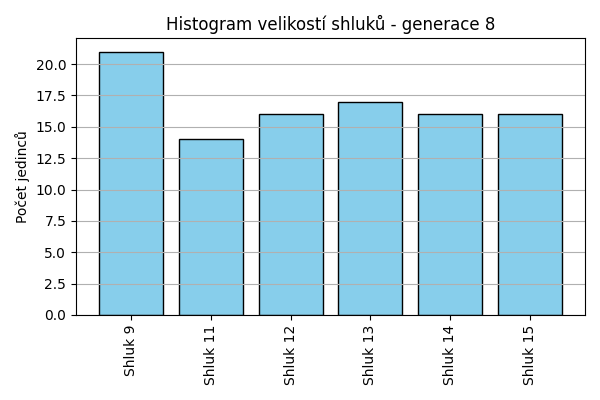 Histogram velikostí shluků - generace 8
Počet jedinců
20.0
17.5
15.0
12.5
10.0
7.5
5.0
2.5
0.0
Shluk 9
Shluk 11
Shluk 12
Shluk 13
Shluk 14
Shluk 15